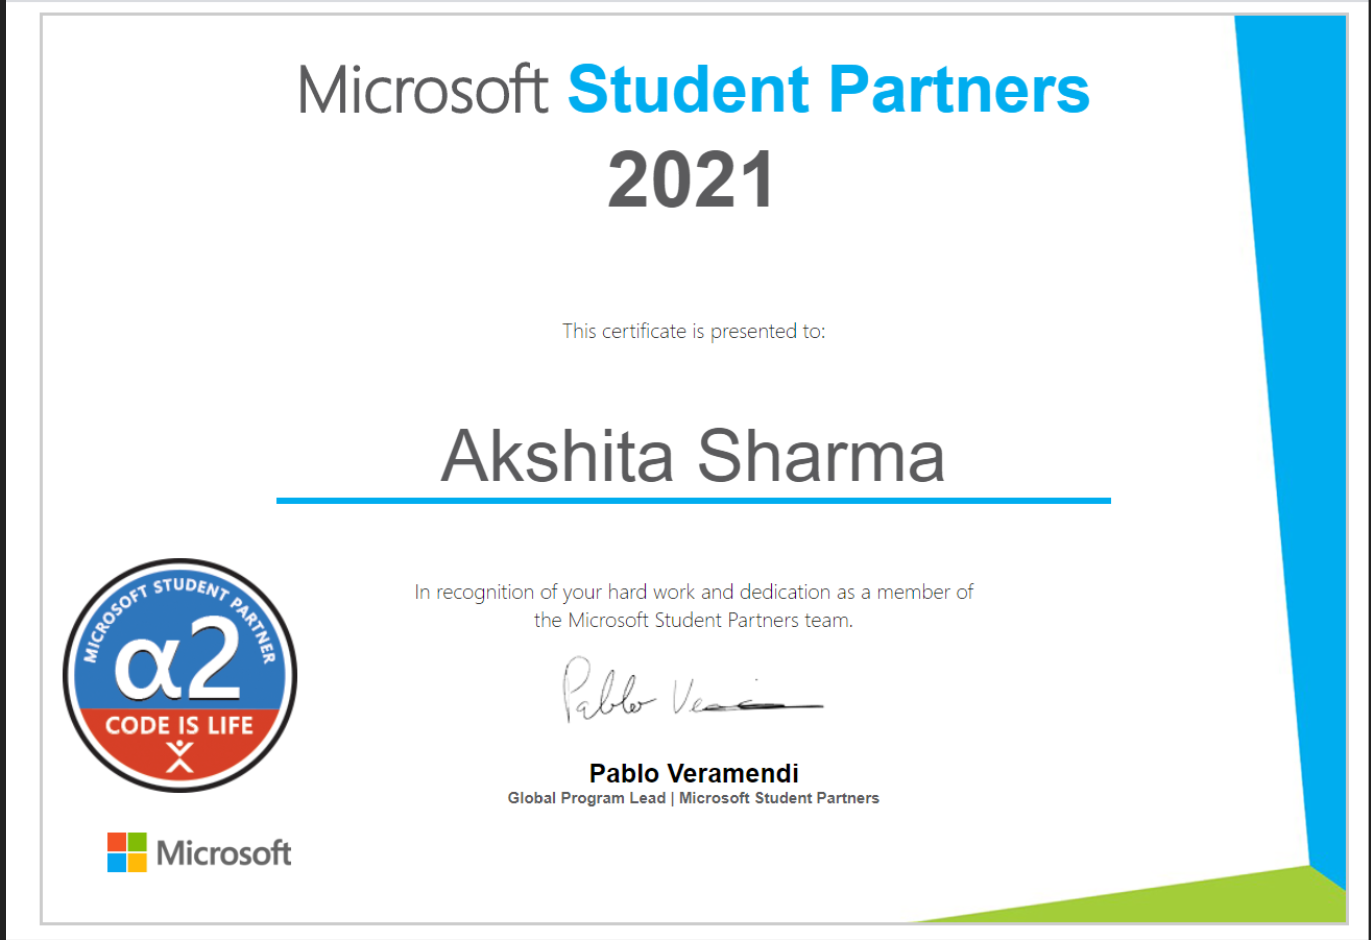 Microsoft Student Partners
2021
This certificate is presented to:
Akshita Sharma
In recognition of your hard work and dedication as a member of
the Microsoft Student Partners team.
MICROSOFT STUDENT PARTNER
α2
CODE IS LIFE
Pablo Veramendi
Global Program Lead | Microsoft Student Partners
Microsoft